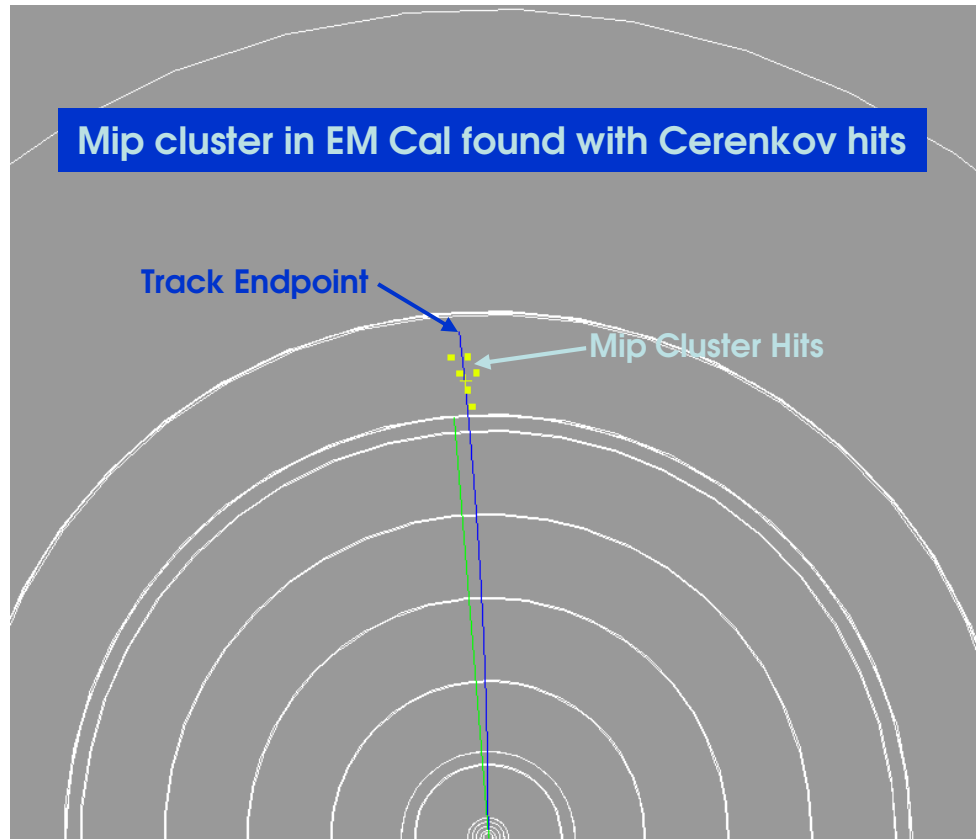 Mip cluster in EM Cal found with Cerenkov hits
Track Endpoint
Mip Cluster Hits